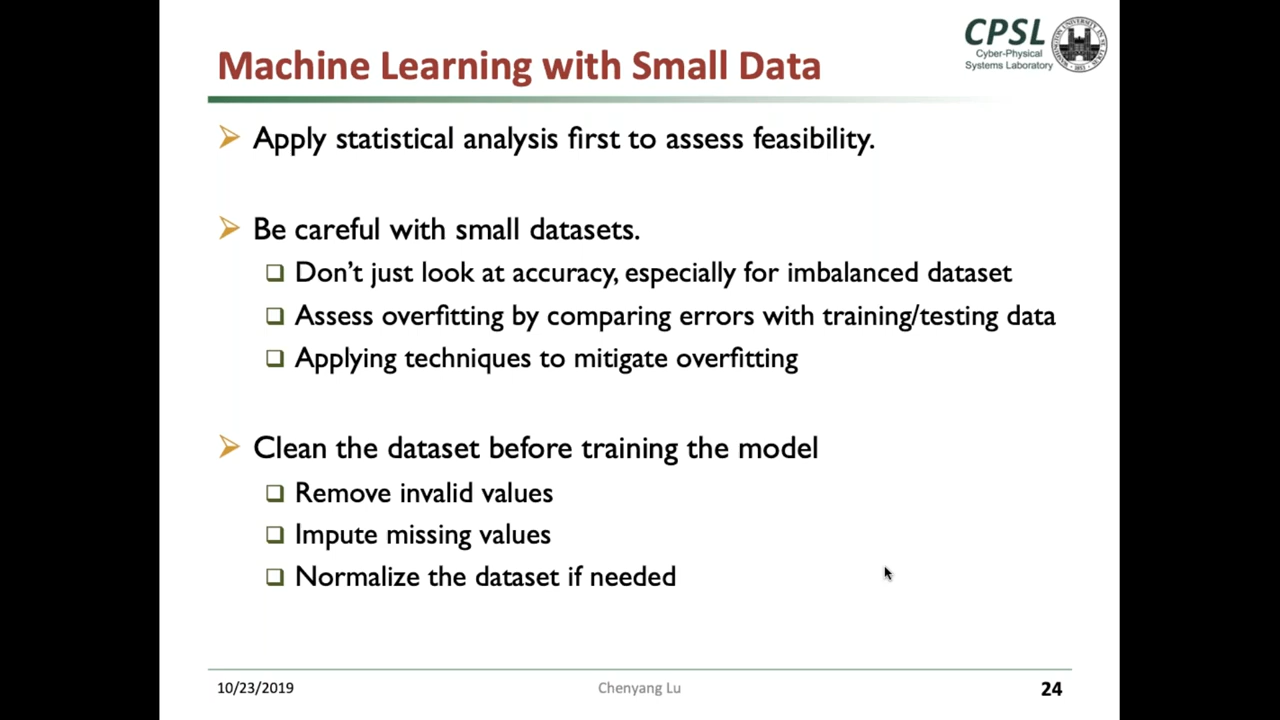 CPSL
Cyber-Physical
Systems Laboratory
Machine Learning with Small Data
Apply statistical analysis first to assess feasibility.
Be careful with small datasets.
Don’t just look at accuracy, especially for imbalanced dataset
Assess overfitting by comparing errors with training/testing data
Applying techniques to mitigate overfitting
Clean the dataset before training the model
Remove invalid values
Impute missing values
Normalize the dataset if needed
10/23/2019
Chenyang Lu
24